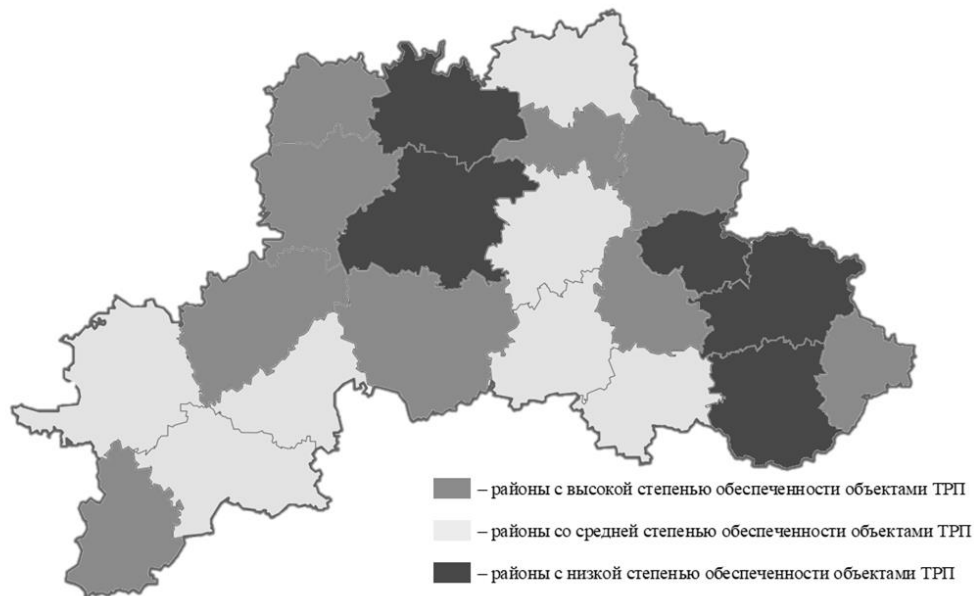 – районы с высокой степенью обеспеченности объектами ТРП
– районы со средней степенью обеспеченности объектами ТРП
– районы с низкой степенью обеспеченности объектами ТРП